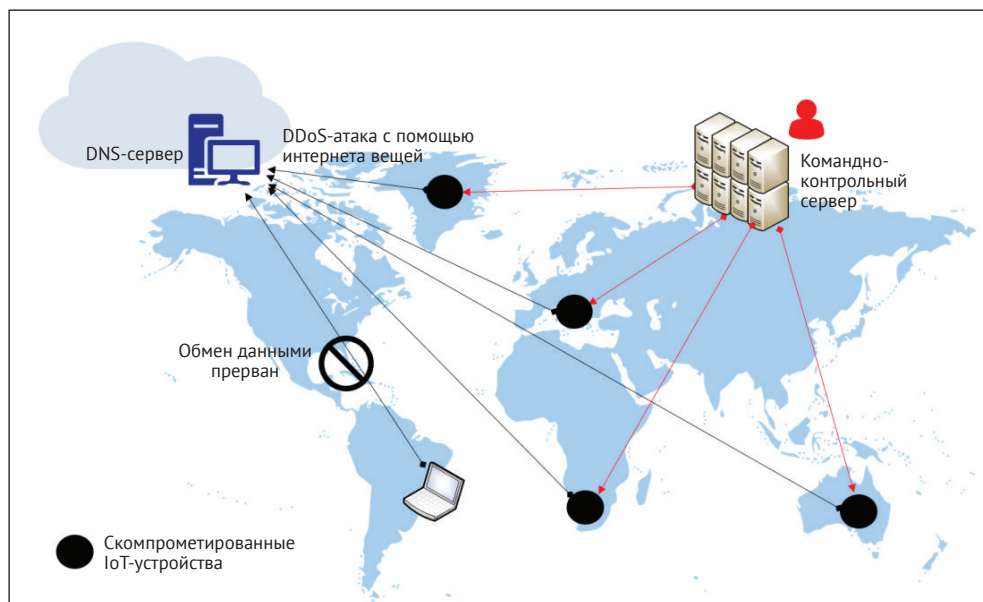 DNS-сервер
DDoS-атака с помощью
интернета вещей
Командно-
контрольный
сервер
Обмен данными
прерван
Скомпрометированные
IoT-устройства